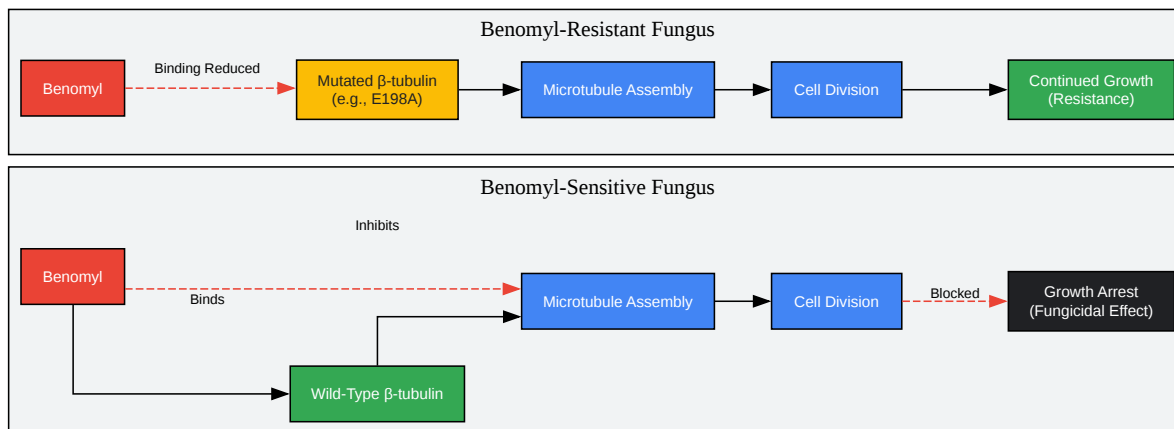 Benomyl-Resistant Fungus
Benomyl
Binding Reduced
Mutated β-tubulin
(e.g., E198A)
Microtubule Assembly
Cell Division
Continued Growth
(Resistance)
Benomyl-Sensitive Fungus
Inhibits
Benomyl
Binds
Microtubule Assembly
Cell Division
Blocked
Growth Arrest
(Fungicidal Effect)
Wild-Type β-tubulin